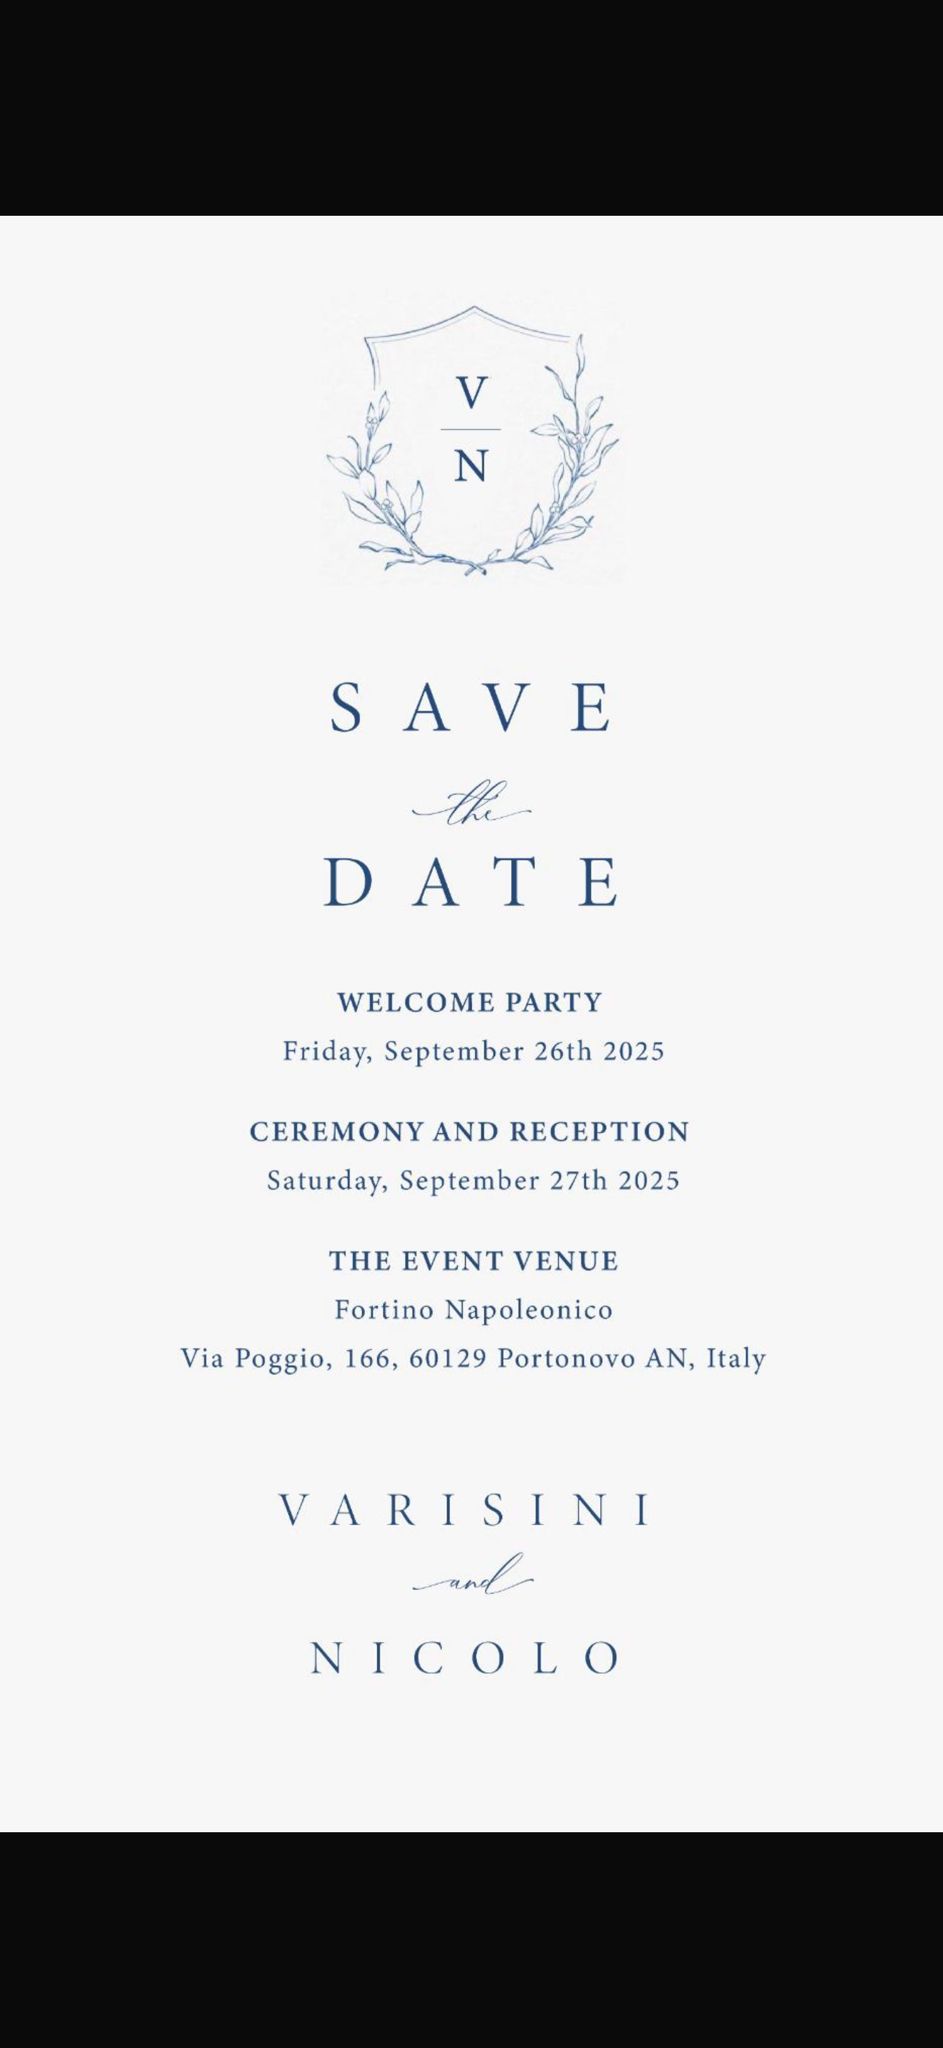 V
N
SAVE
the
DATE
WELCOME PARTY
Friday, September 26th 2025
CEREMONY AND RECEPTION
Saturday, September 27th 2025
THE EVENT VENUE
Fortino Napoleonico
Via Poggio, 166, 60129 Portonovo AN, Italy
VARISINI
and
NICOLO